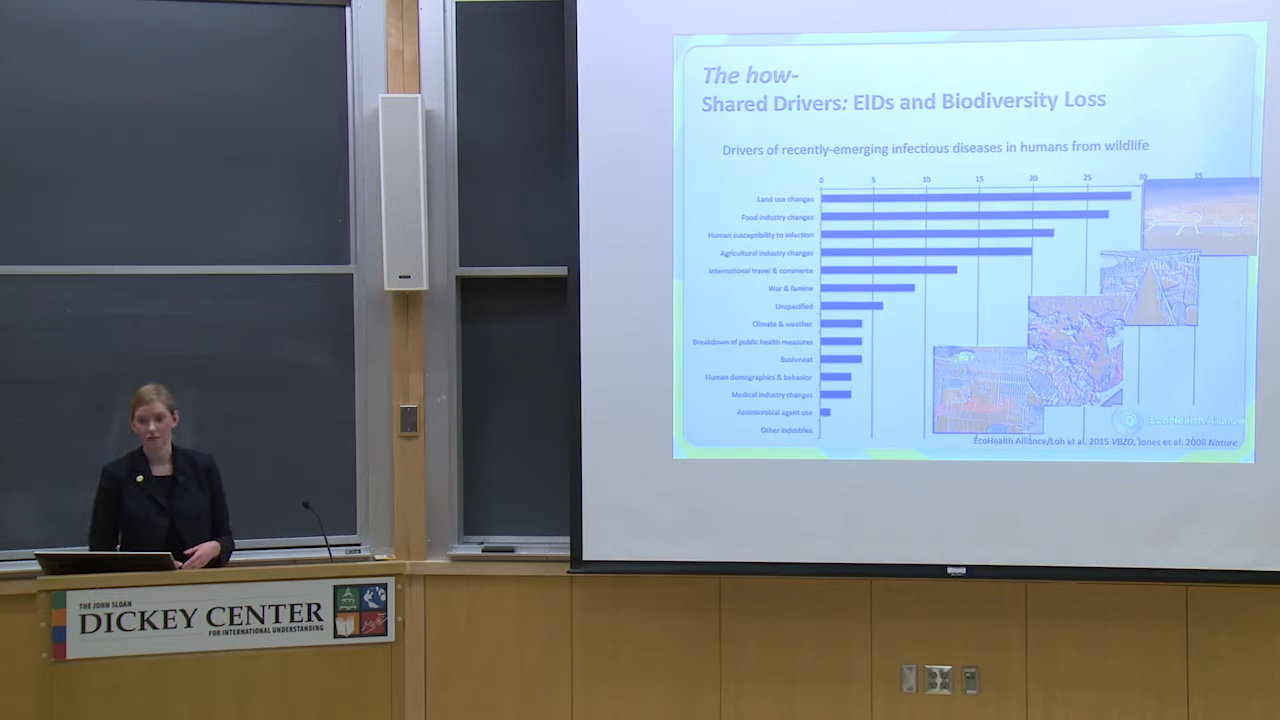 The how-
Shared Drivers: EIDs and Biodiversity Loss
Drivers of recently-emerging infectious diseases in humans from wildlife
0 5 10 15 20 25 30 35
Land use changes
Food industry changes
Human susceptibility to infection
Agricultural industry changes
International travel & commerce
War & famine
Unspecified
Climate & weather
Breakdown of public health measures
Bushmeat
Human demographics & behavior
Medical industry changes
Antimicrobial agent use
Other industries
EcoHealth Alliance
EcoHealth Alliance/Loh et al. 2015 VBZD, Jones et al. 2008 Nature
THE JOHN SLOAN
DICKEY CENTER
FOR INTERNATIONAL UNDERSTANDING